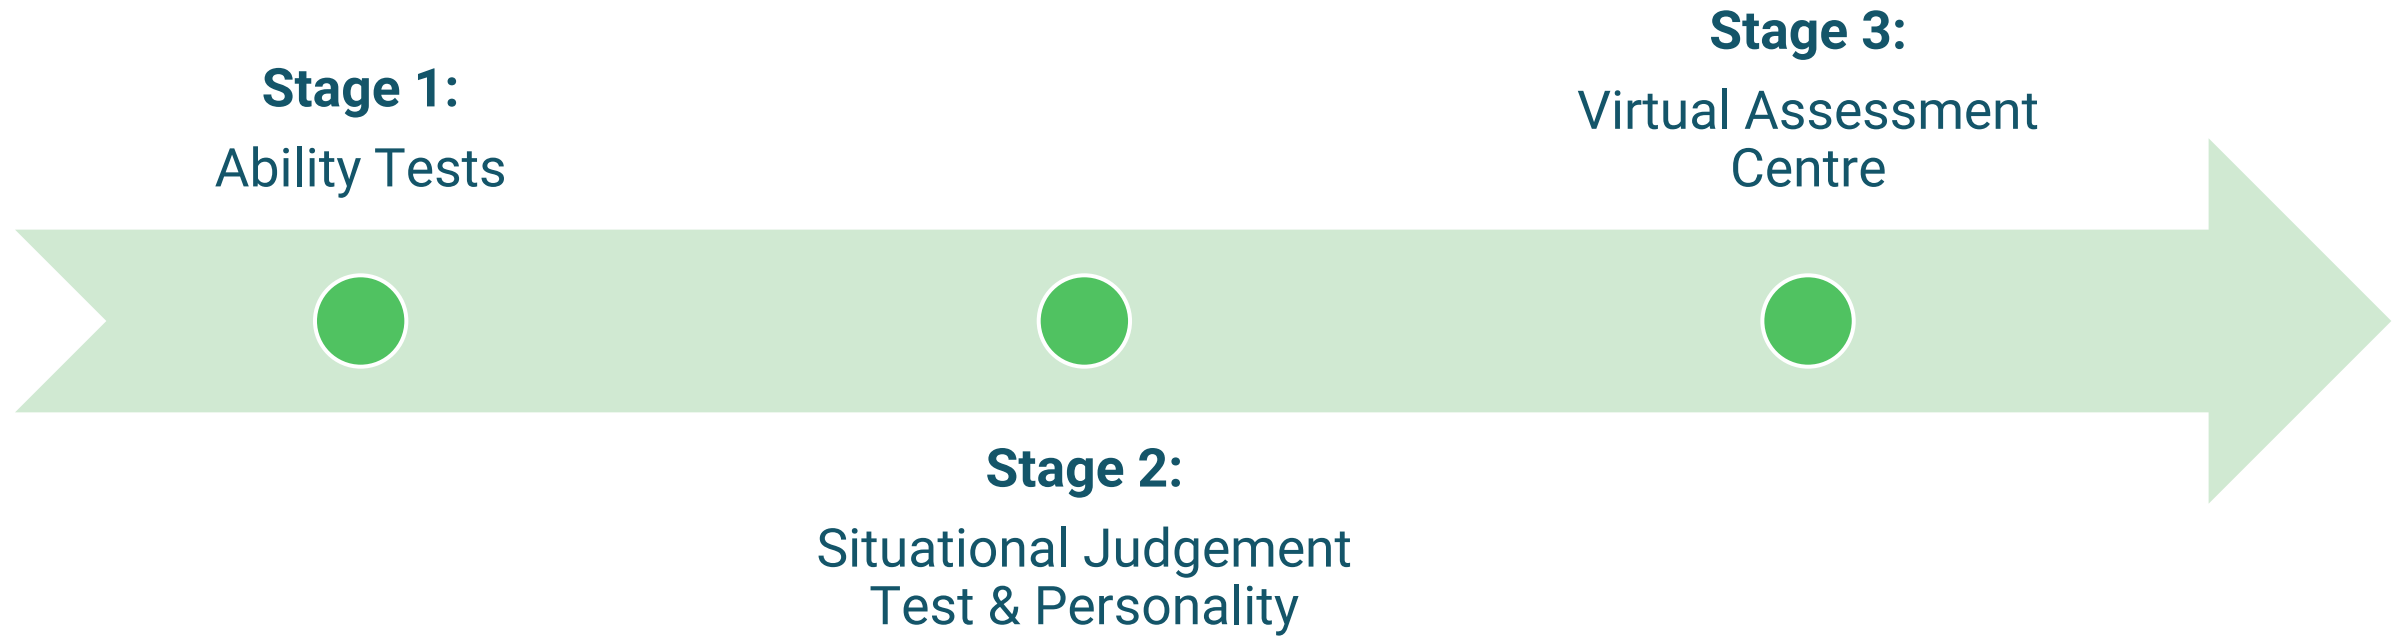 Stage 1:
Ability Tests
Stage 2:
Situational Judgement
Test & Personality
Stage 3:
Virtual Assessment
Centre